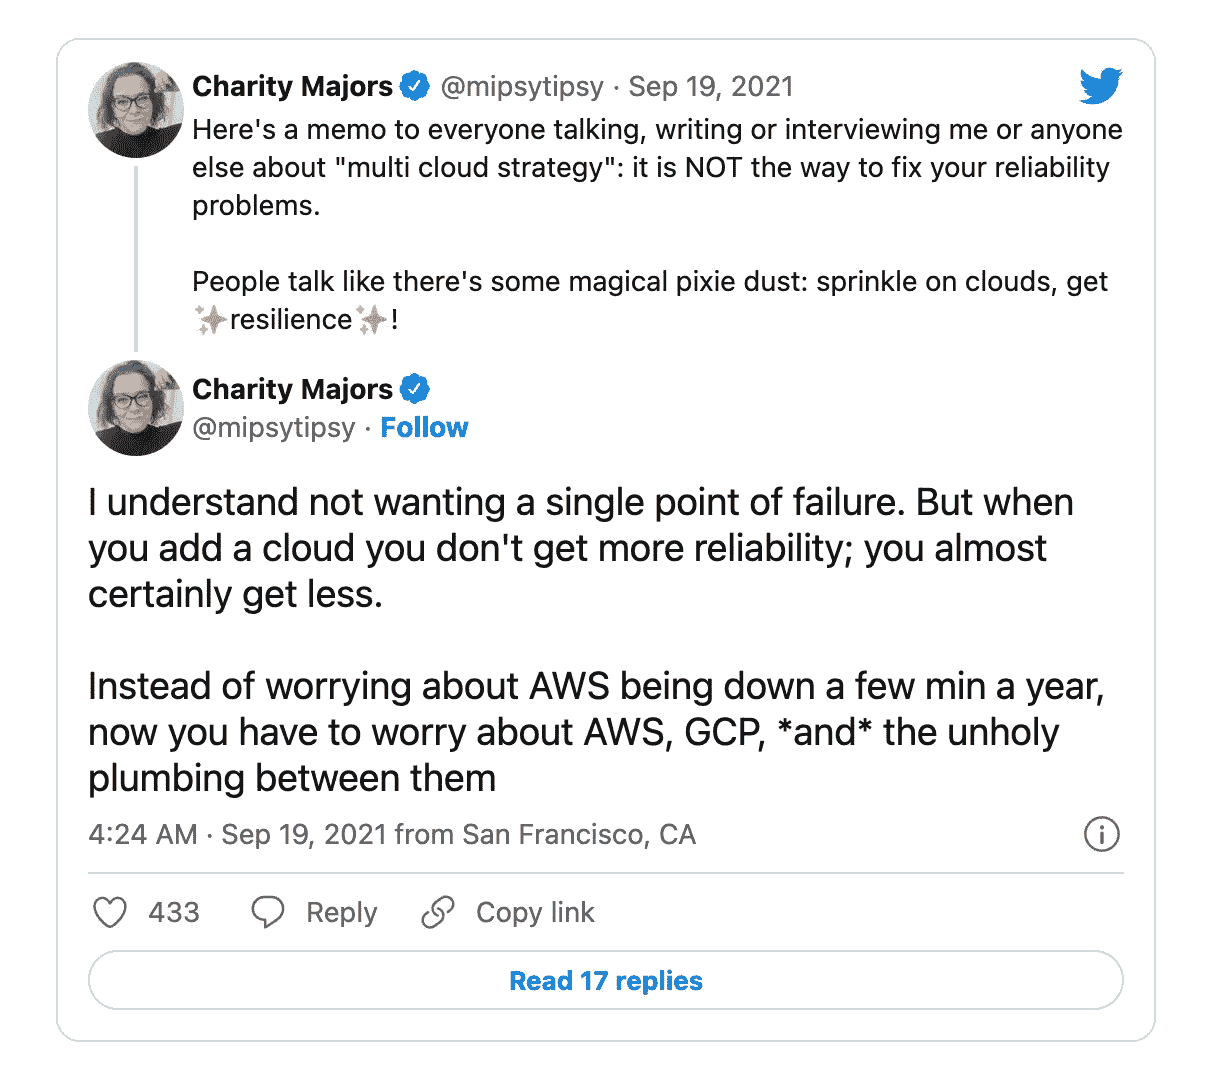 Charity Majors @mipsytipsy · Sep 19, 2021
Here's a memo to everyone talking, writing or interviewing me or anyone
else about "multi cloud strategy": it is NOT the way to fix your reliability
problems.
People talk like there's some magical pixie dust: sprinkle on clouds, get
✨resilience✨!
Charity Majors
@mipsytipsy · Follow
I understand not wanting a single point of failure. But when
you add a cloud you don't get more reliability; you almost
certainly get less.
Instead of worrying about AWS being down a few min a year,
now you have to worry about AWS, GCP, *and* the unholy
plumbing between them
4:24 AM · Sep 19, 2021 from San Francisco, CA
433 Reply Copy link
Read 17 replies